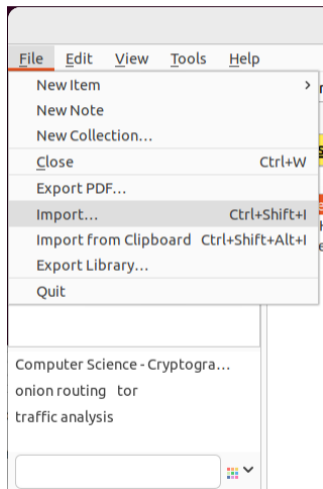 File Edit View Tools Help
New Item
New Note
New Collection...
Close Ctrl+W
Export PDF...
Import... Ctrl+Shift+I
Import from Clipboard Ctrl+Shift+Alt+I
Export Library...
Quit
Computer Science - Cryptogra...
onion routing tor
traffic analysis